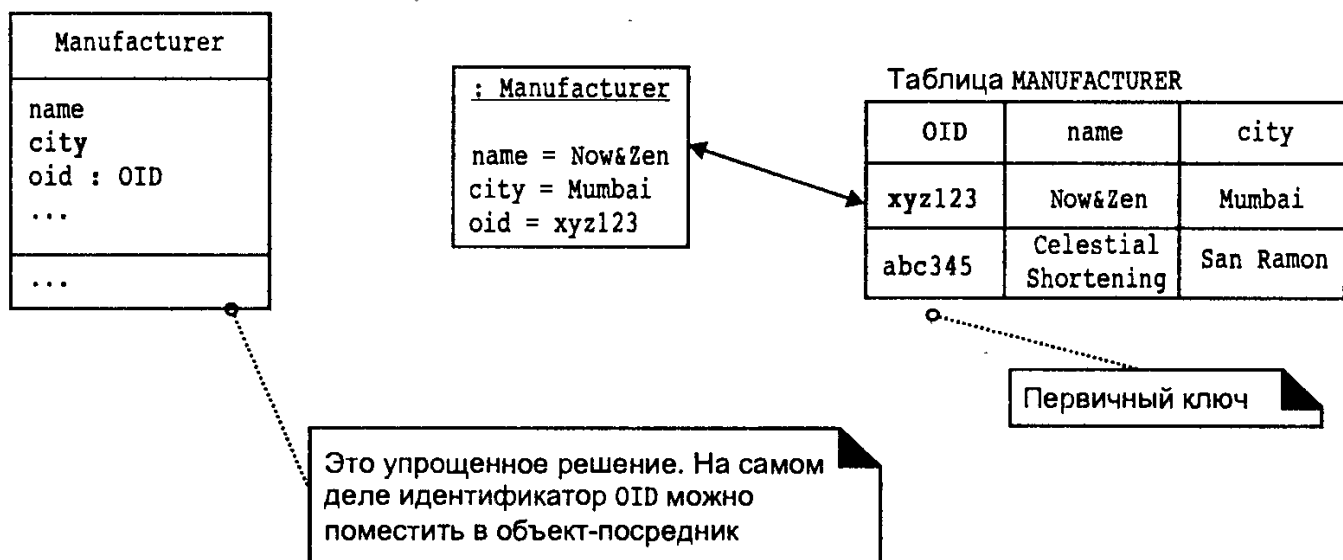 Manufacturer
name
city
oid : OID
...
...
: Manufacturer
name = Now&Zen
city = Mumbai
oid = xyz123
Таблица MANUFACTURER
OID name city
xyz123 Now&Zen Mumbai
abc345 Celestial Shortening San Ramon
Первичный ключ
Это упрощенное решение. На самом
деле идентификатор OID можно
поместить в объект-посредник